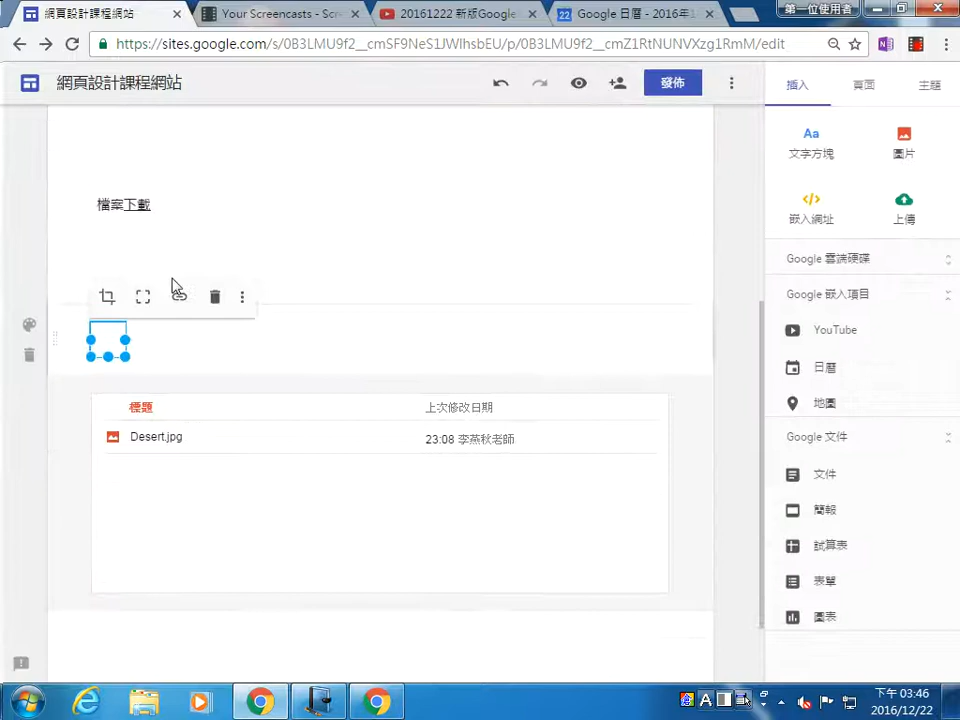 網頁設計課程網站
Your Screencasts - Scr
20161222 新版Google
22
Google 日曆 - 2016年1
第一位使用者
https://sites.google.com/s/0B3LMU9f2__cmSF9NeS1JWlhsbEU/p/0B3LMU9f2__cmZ1RtNUNVXzg1RmM/edit
網頁設計課程網站
發佈
插入
頁面
主題
Aa
文字方塊
圖片
嵌入網址
上傳
Google 雲端硬碟
Google 嵌入項目
YouTube
日曆
地圖
Google 文件
文件
簡報
試算表
表單
圖表
檔案下載
標題
上次修改日期
Desert.jpg
23:08 李燕秋老師
A
下午 03:46
2016/12/22